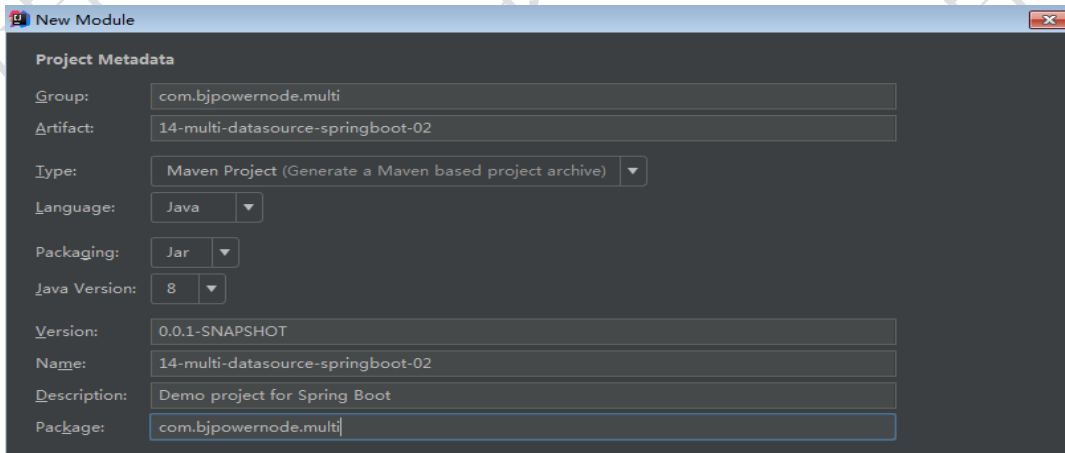 New Module
Project Metadata
Group: com.bjpowernode.multi
Artifact: 14-multi-datasource-springboot-02
Type: Maven Project (Generate a Maven based project archive)
Language: Java
Packaging: Jar
Java Version: 8
Version: 0.0.1-SNAPSHOT
Name: 14-multi-datasource-springboot-02
Description: Demo project for Spring Boot
Package: com.bjpowernode.multi